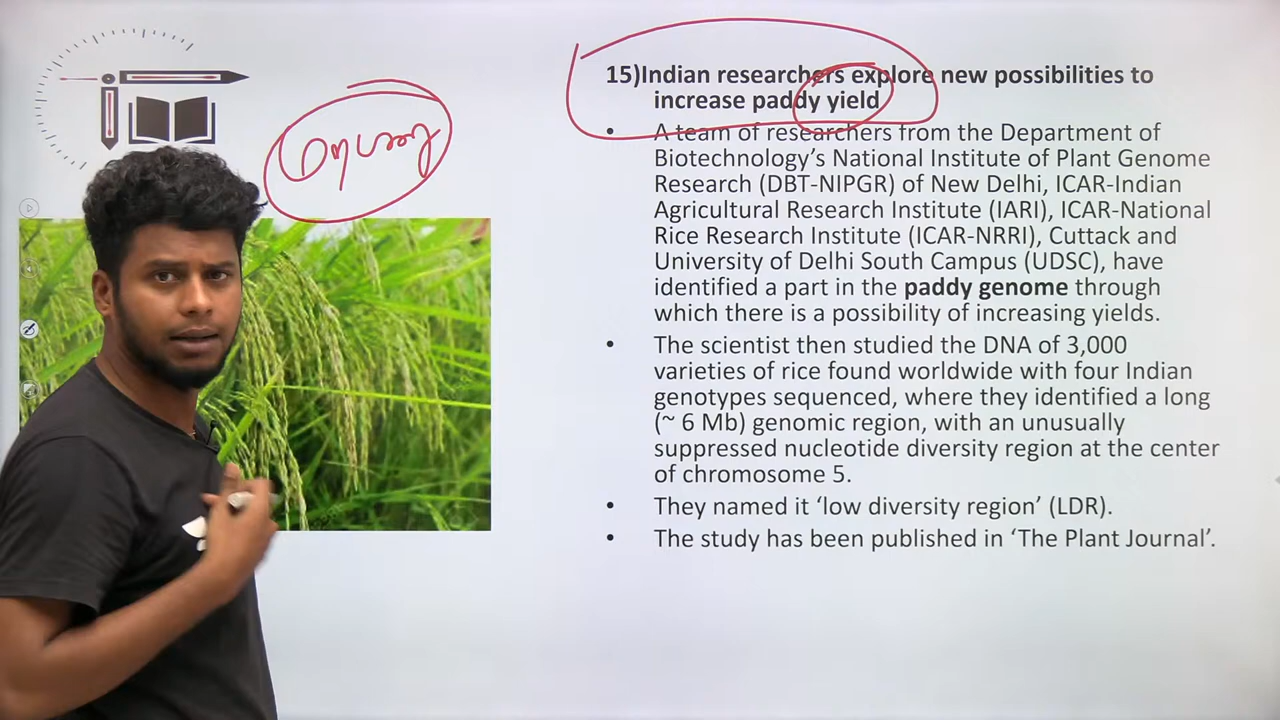 15)Indian researchers explore new possibilities to
increase paddy yield
• A team of researchers from the Department of
Biotechnology’s National Institute of Plant Genome
Research (DBT-NIPGR) of New Delhi, ICAR-Indian
Agricultural Research Institute (IARI), ICAR-National
Rice Research Institute (ICAR-NRRI), Cuttack and
University of Delhi South Campus (UDSC), have
identified a part in the paddy genome through
which there is a possibility of increasing yields.
• The scientist then studied the DNA of 3,000
varieties of rice found worldwide with four Indian
genotypes sequenced, where they identified a long
(~ 6 Mb) genomic region, with an unusually
suppressed nucleotide diversity region at the center
of chromosome 5.
• They named it ‘low diversity region’ (LDR).
• The study has been published in ‘The Plant Journal’.